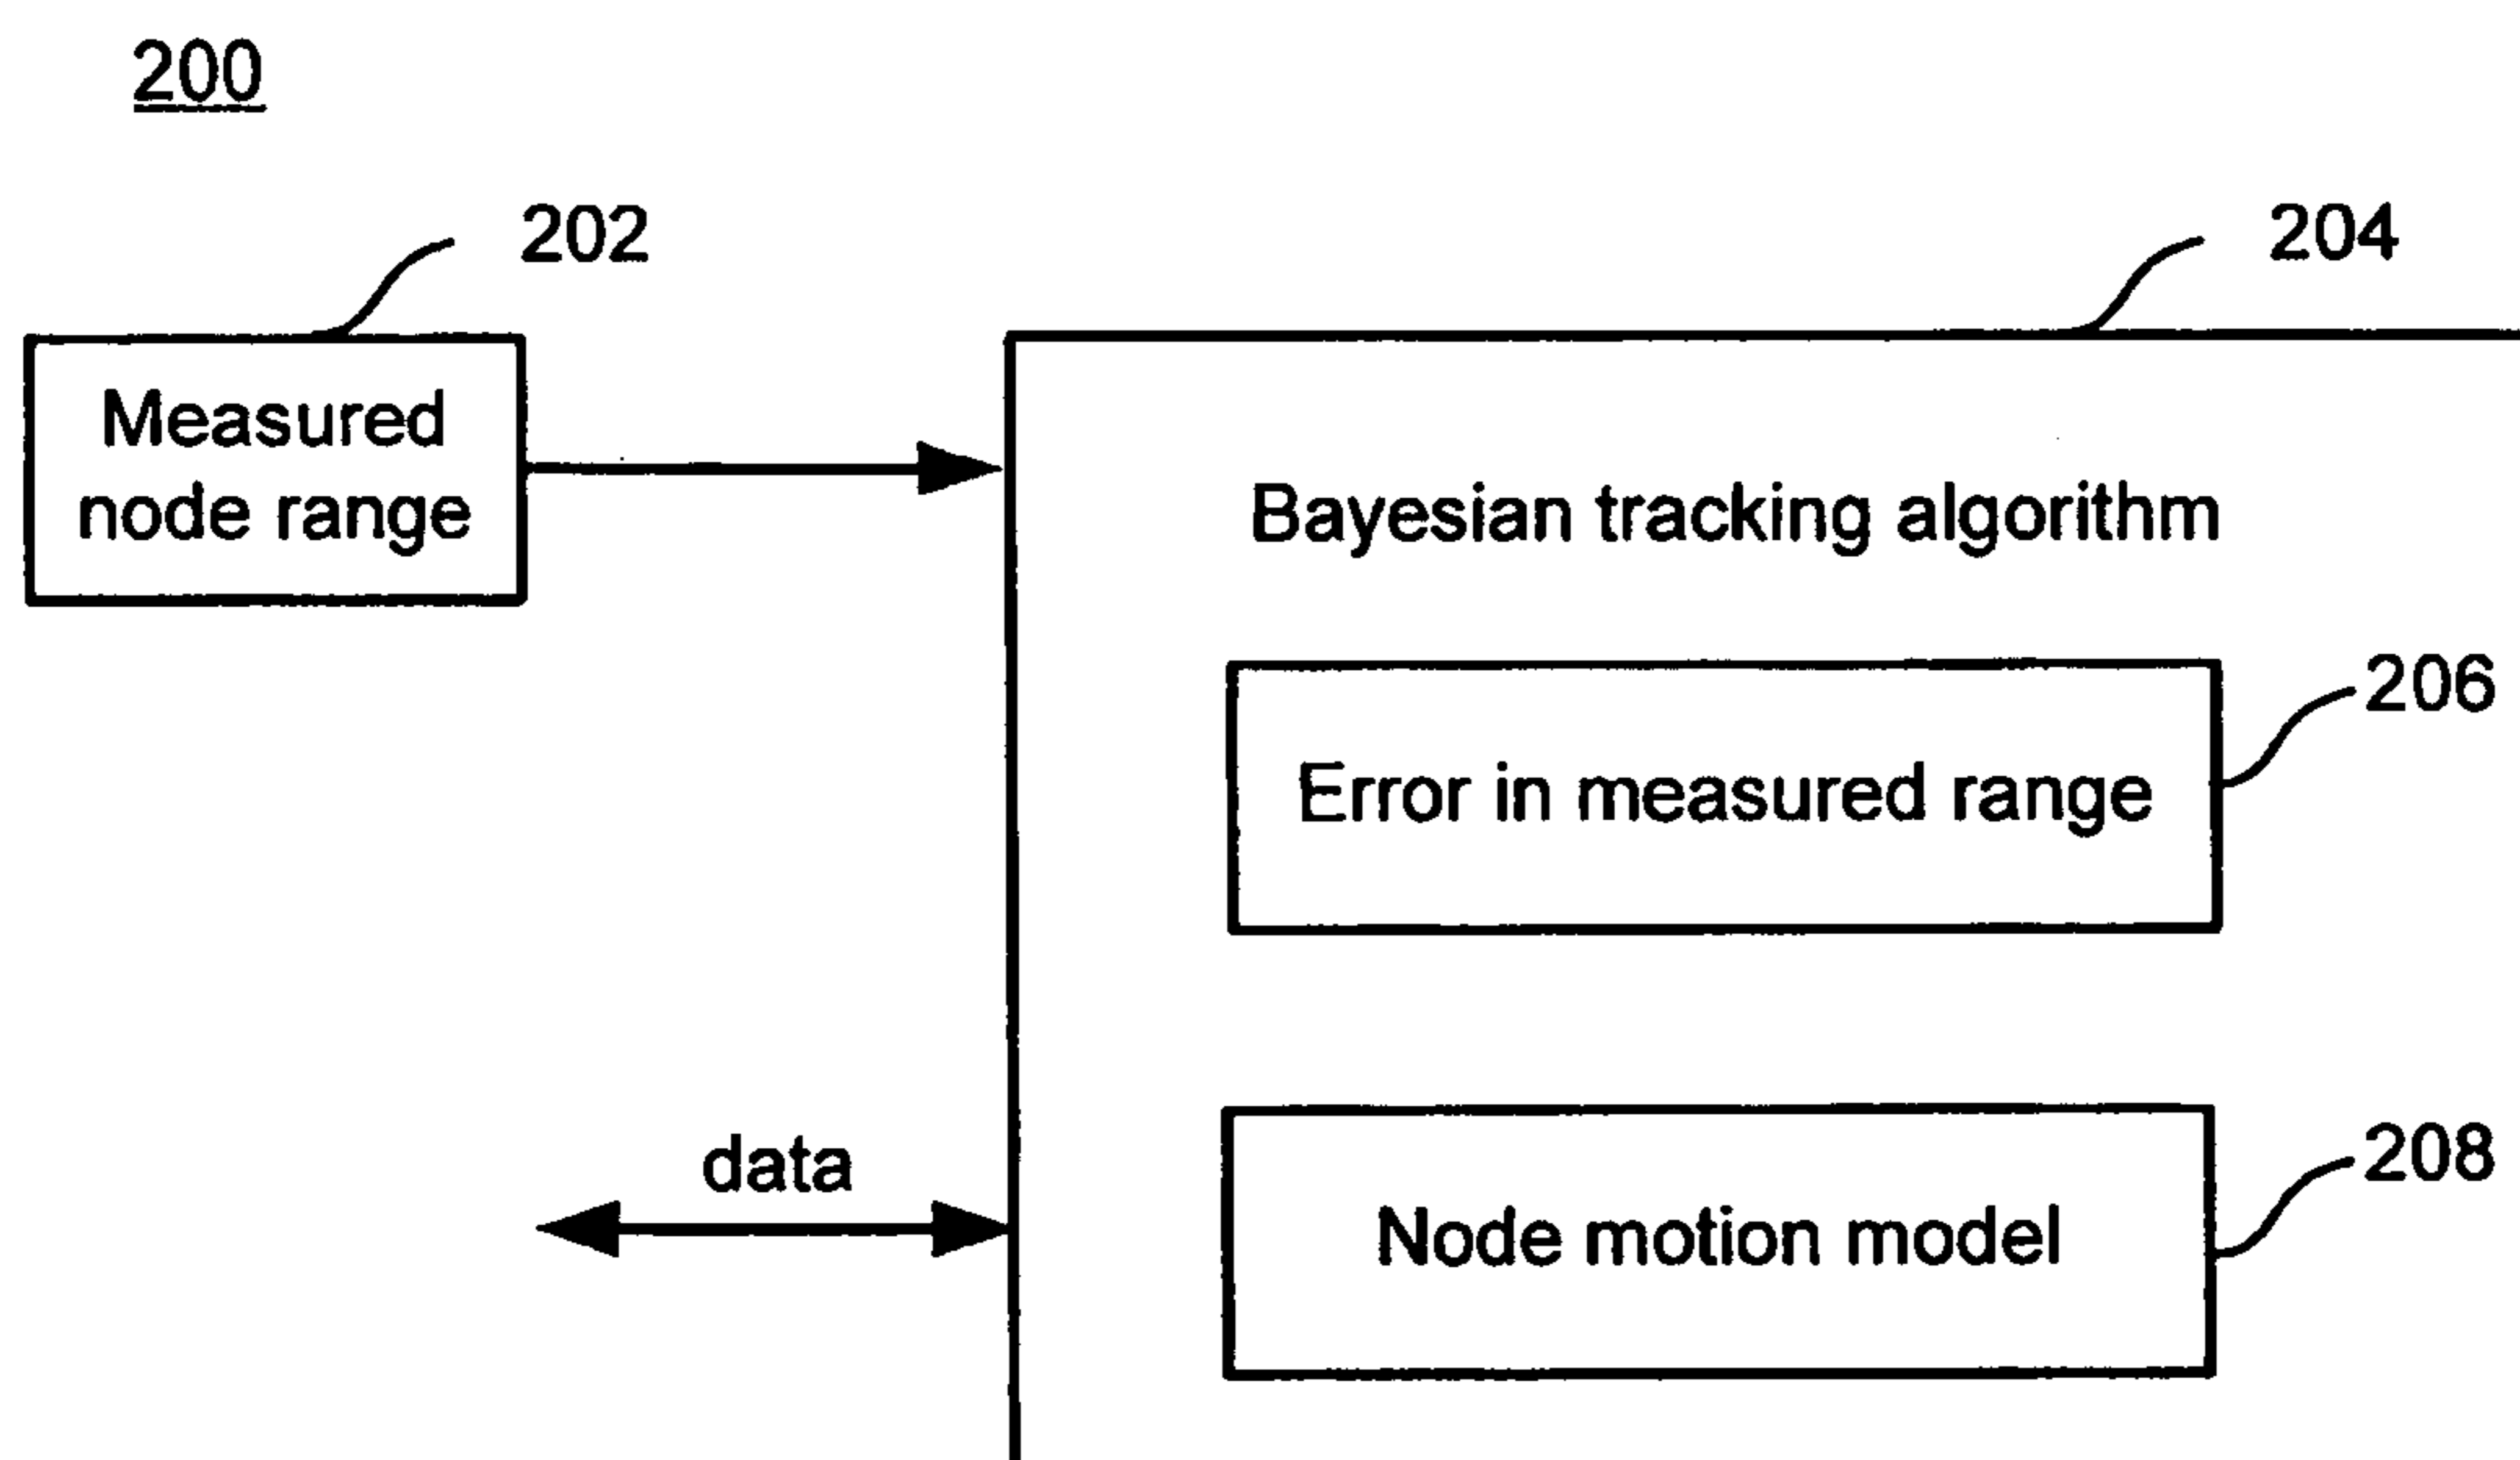 200
202
204
Measured
node range
Bayesian tracking algorithm
206
Error in measured range
data
208
Node motion model